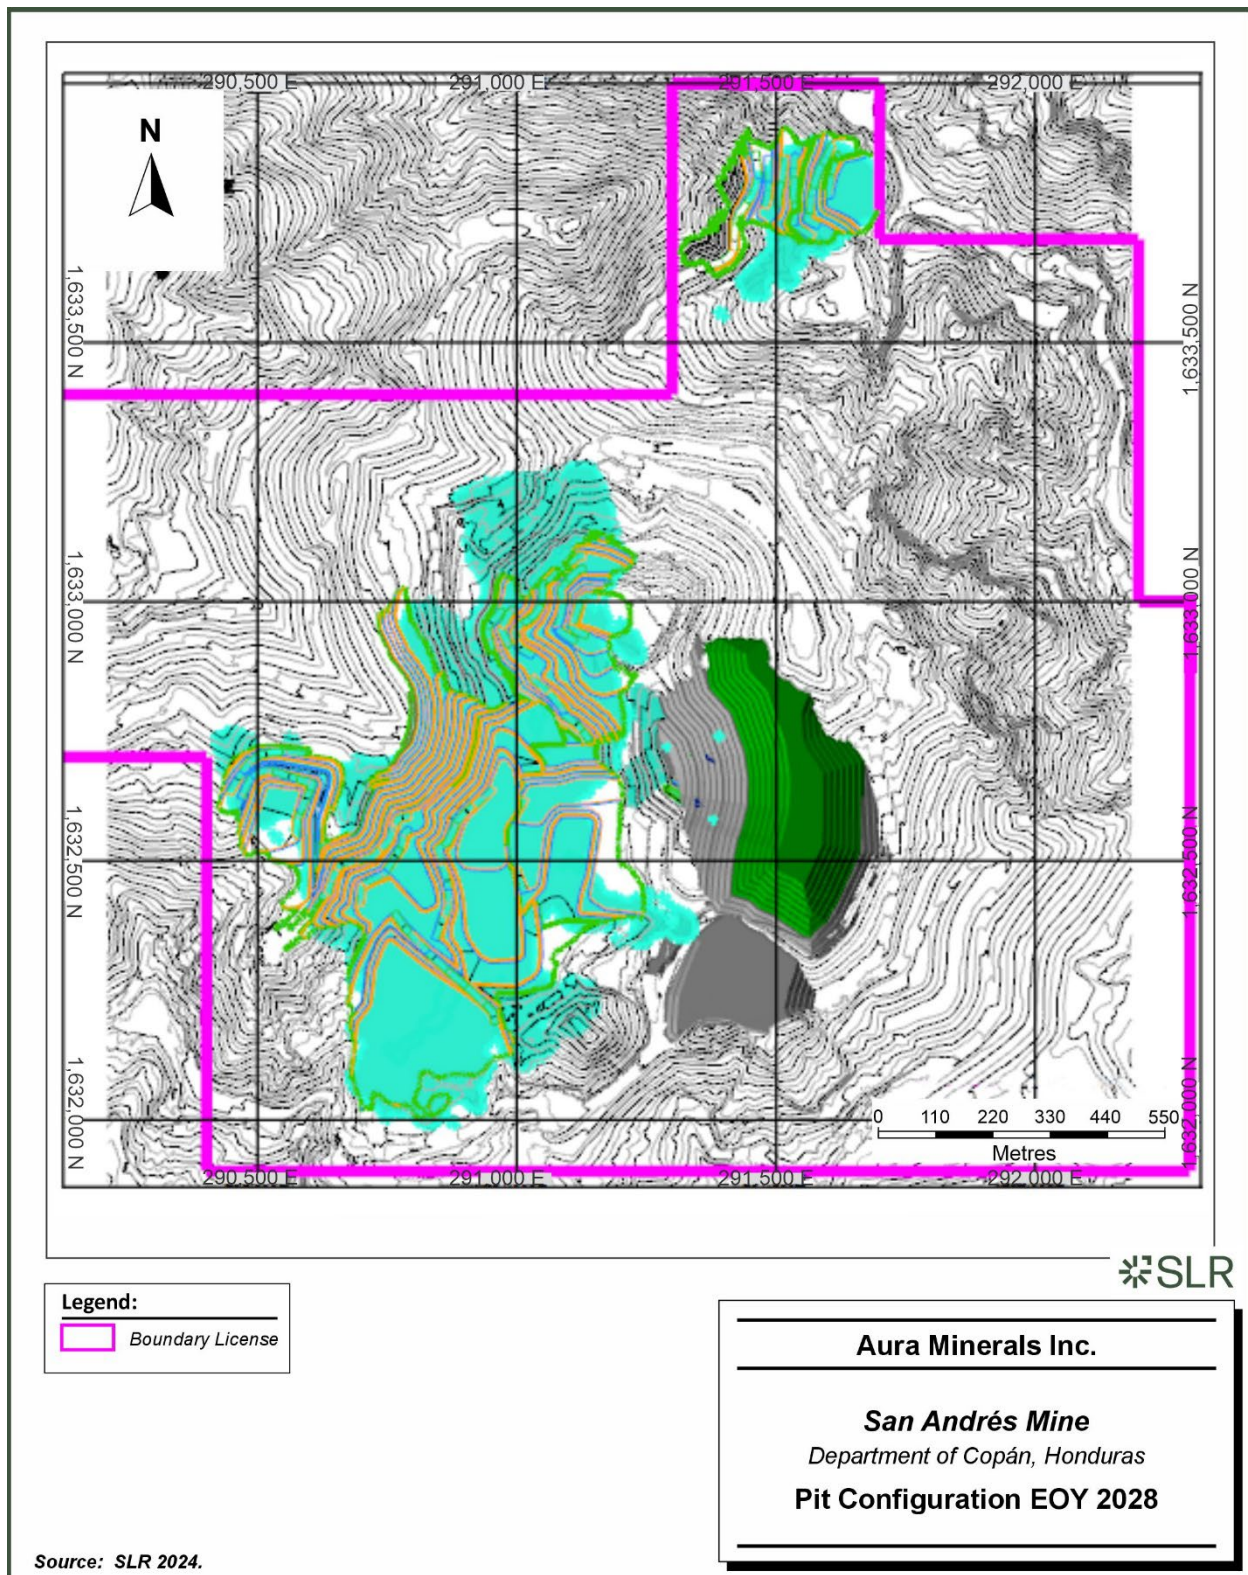 290,500 E
291,000 E
291,500 E
292,000 E
N
1,633,500 N
1,633,500 N
1,633,000 N
1,633,000 N
1,632,500 N
1,632,500 N
1,632,000 N
1,632,000 N
0 110 220 330 440 550
Metres
290,500 E
291,000 E
291,500 E
292,000 E
SLR
Legend:
Boundary License
Aura Minerals Inc.
San Andrés Mine
Department of Copán, Honduras
Pit Configuration EOY 2028
Source: SLR 2024.